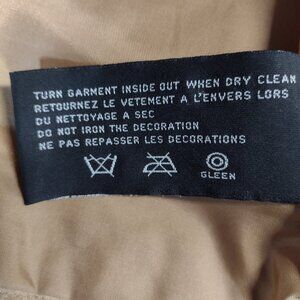 TURN GARMENT INSIDE OUT WHEN DRY CLEAN
RETOURNEZ LE VETEMENT A L'ENVERS LORS
DU NETTOYAGE A SEC
DO NOT IRON THE DECORATION
NE PAS REPASSER LES DECORATIONS
GLEEN